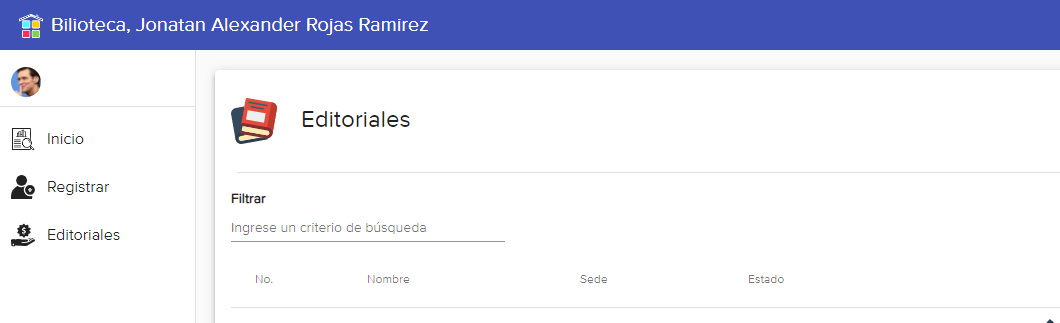 Bilioteca, Jonatan Alexander Rojas Ramirez
Inicio
Registrar
Editoriales
Editoriales
Filtrar
Ingrese un criterio de búsqueda
No. Nombre Sede Estado